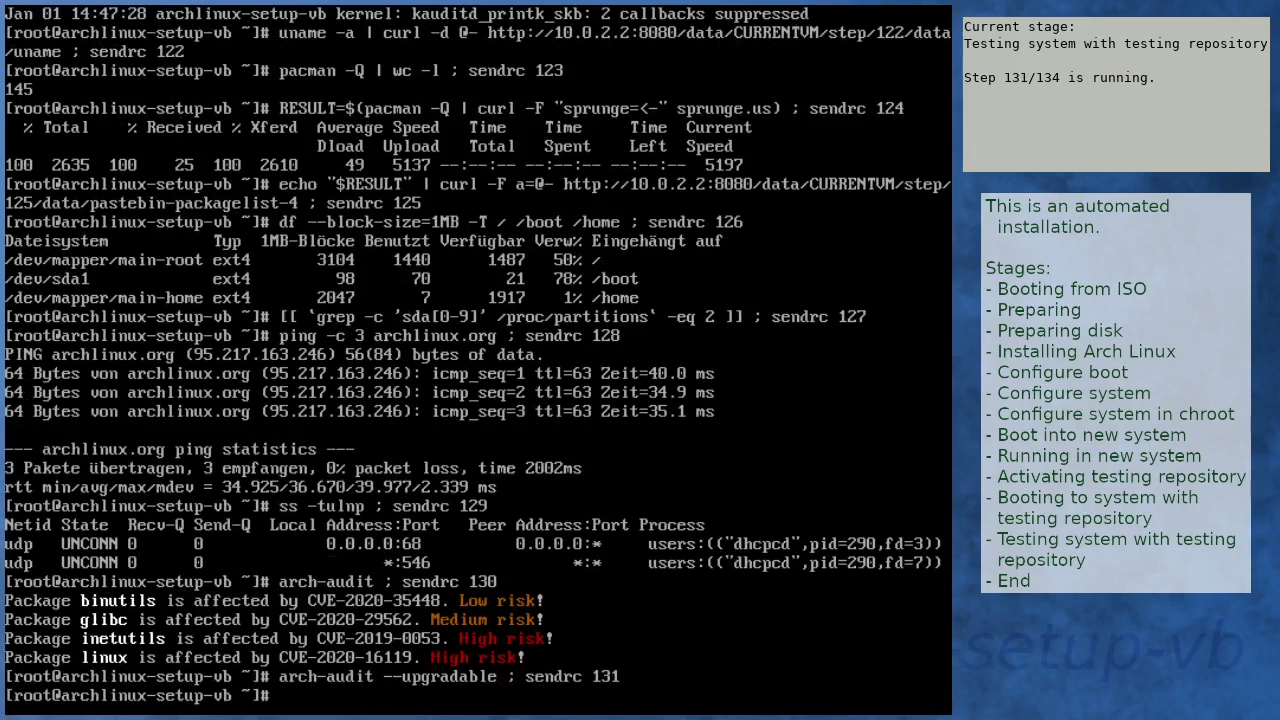 Jan 01 14:47:28 archlinux-setup-vb kernel: kauditd_printk_skb: 2 callbacks suppressed
[root@archlinux-setup-vb ~]# uname -a | curl -d @- http://10.0.2.2:8080/data/CURRENTVM/step/122/data
/uname ; sendrc 122
[root@archlinux-setup-vb ~]# pacman -Q | wc -l ; sendrc 123
145
[root@archlinux-setup-vb ~]# RESULT=$(pacman -Q | curl -F "sprunge=<-" sprunge.us) ; sendrc 124
  % Total    % Received % Xferd  Average Speed   Time    Time     Time  Current
                                 Dload  Upload   Total   Spent    Left  Speed
100  2635  100    25  100  2610     49   5137 --:--:-- --:--:-- --:--:--  5197
[root@archlinux-setup-vb ~]# echo "$RESULT" | curl -F a=@- http://10.0.2.2:8080/data/CURRENTVM/step/
125/data/pastebin-packagelist-4 ; sendrc 125
[root@archlinux-setup-vb ~]# df --block-size=1MB -T / /boot /home ; sendrc 126
Dateisystem           Typ  1MB-Blöcke Benutzt Verfügbar Verw% Eingehängt auf
/dev/mapper/main-root ext4       3104    1440      1487   50% /
/dev/sda1             ext4         98      70        21   78% /boot
/dev/mapper/main-home ext4       2047       7      1917    1% /home
[root@archlinux-setup-vb ~]# [[ `grep -c 'sda[0-9]' /proc/partitions` -eq 2 ]] ; sendrc 127
[root@archlinux-setup-vb ~]# ping -c 3 archlinux.org ; sendrc 128
PING archlinux.org (95.217.163.246) 56(84) bytes of data.
64 Bytes von archlinux.org (95.217.163.246): icmp_seq=1 ttl=63 Zeit=40.0 ms
64 Bytes von archlinux.org (95.217.163.246): icmp_seq=2 ttl=63 Zeit=34.9 ms
64 Bytes von archlinux.org (95.217.163.246): icmp_seq=3 ttl=63 Zeit=35.1 ms
--- archlinux.org ping statistics ---
3 Pakete übertragen, 3 empfangen, 0% packet loss, time 2002ms
rtt min/avg/max/mdev = 34.925/36.670/39.977/2.339 ms
[root@archlinux-setup-vb ~]# ss -tulnp ; sendrc 129
Netid State  Recv-Q Send-Q  Local Address:Port   Peer Address:Port Process
udp   UNCONN 0      0             0.0.0.0:68          0.0.0.0:*     users:(("dhcpcd",pid=290,fd=3))
udp   UNCONN 0      0                   *:546               *:*     users:(("dhcpcd",pid=290,fd=7))
[root@archlinux-setup-vb ~]# arch-audit ; sendrc 130
Package binutils is affected by CVE-2020-35448. Low risk!
Package glibc is affected by CVE-2020-29562. Medium risk!
Package inetutils is affected by CVE-2019-0053. High risk!
Package linux is affected by CVE-2020-16119. High risk!
[root@archlinux-setup-vb ~]# arch-audit --upgradable ; sendrc 131
[root@archlinux-setup-vb ~]#
Current stage:
Testing system with testing repository
Step 131/134 is running.
This is an automated
installation.
Stages:
- Booting from ISO
- Preparing
- Preparing disk
- Installing Arch Linux
- Configure boot
- Configure system
- Configure system in chroot
- Boot into new system
- Running in new system
- Activating testing repository
- Booting to system with
testing repository
- Testing system with testing
repository
- End
setup-vb